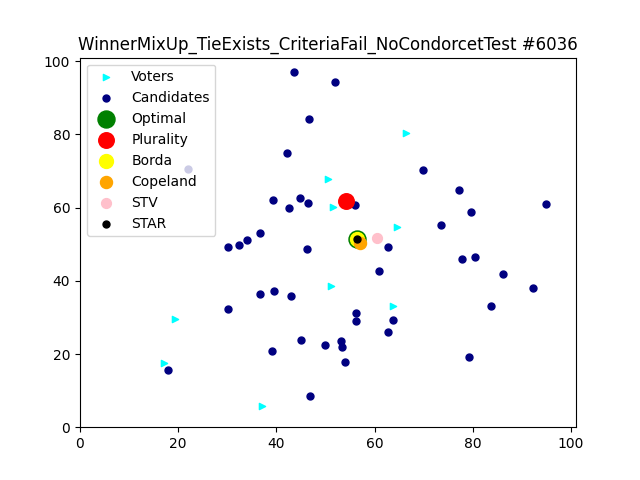 WinnerMixUp_TieExists_CriteriaFail_NoCondorcetTest #6036
100
80
60
40
20
0
Voters
Candidates
Optimal
Plurality
Borda
Copeland
STV
STAR
0 20 40 60 80 100